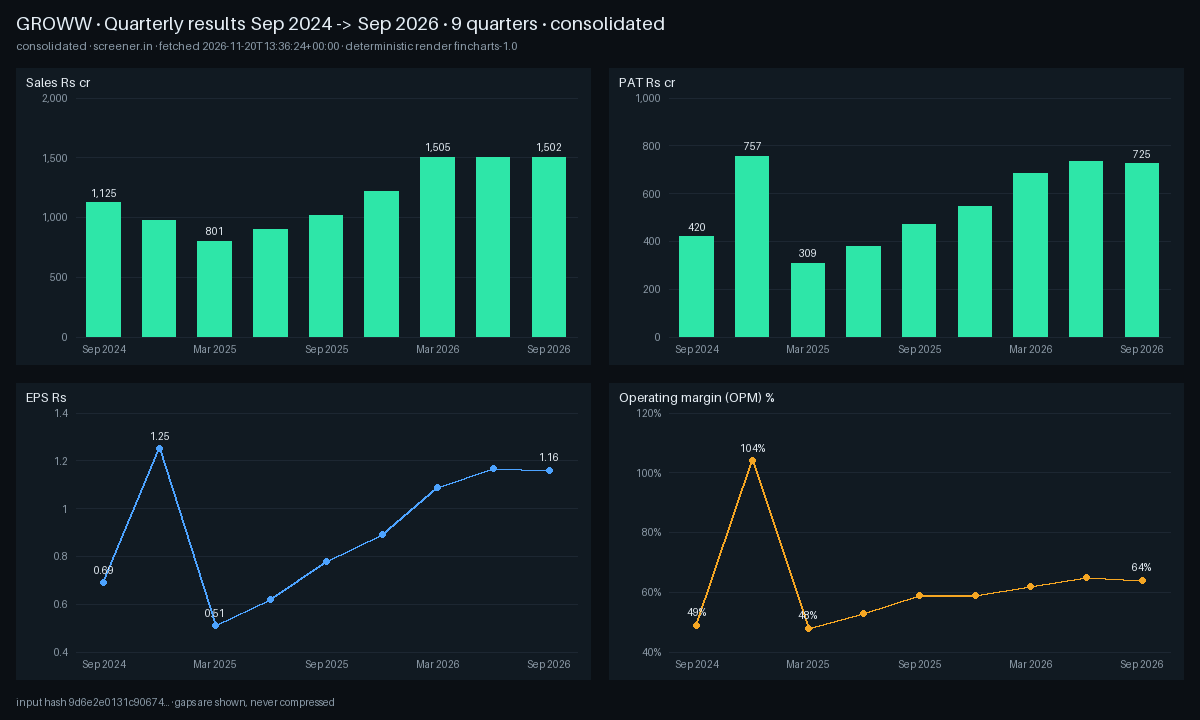 GROWW · Quarterly results Sep 2024 -> Sep 2026 · 9 quarters · consolidated
consolidated · screener.in · fetched 2026-11-20T13:36:24+00:00 · deterministic render fincharts-1.0
Sales Rs cr
2,000
1,500
1,000
500
0
1,125
801
1,505
1,502
Sep 2024
Mar 2025
Sep 2025
Mar 2026
Sep 2026
PAT Rs cr
1,000
800
600
400
200
0
420
757
309
725
Sep 2024
Mar 2025
Sep 2025
Mar 2026
Sep 2026
EPS Rs
1.4
1.2
1
0.8
0.6
0.4
0.69
1.25
0.51
1.16
Sep 2024
Mar 2025
Sep 2025
Mar 2026
Sep 2026
Operating margin (OPM) %
120%
100%
80%
60%
40%
49%
104%
48%
64%
Sep 2024
Mar 2025
Sep 2025
Mar 2026
Sep 2026
input hash 9d6e2e0131c90674… · gaps are shown, never compressed